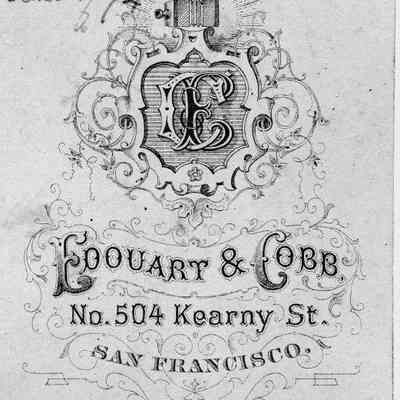 EDOUART & COBB,
No. 504 Kearny St.
SAN FRANCISCO.